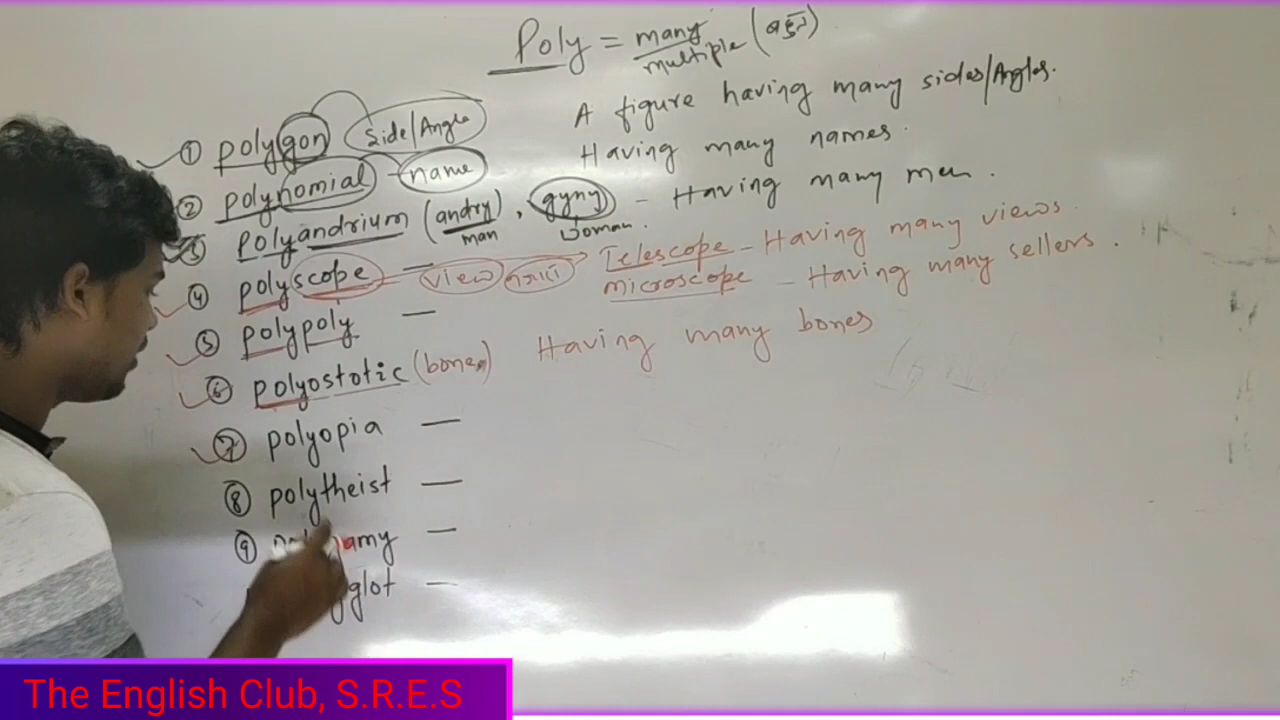 Poly = many (बहु)
multiple
① polygon (Side/Angle) A figure having many sides/Angles.
② polynomial - name Having many names.
③ Polyandrium (andry), gyny - Having many men.
man woman.
④ polyscope — view Telescope - Having many views
⑤ polypoly — microscope - Having many sellers.
⑥ polyostotic (bone) Having many bones
⑦ polyopia —
⑧ polytheist —
⑨ amy —
glot —
The English Club, S.R.E.S